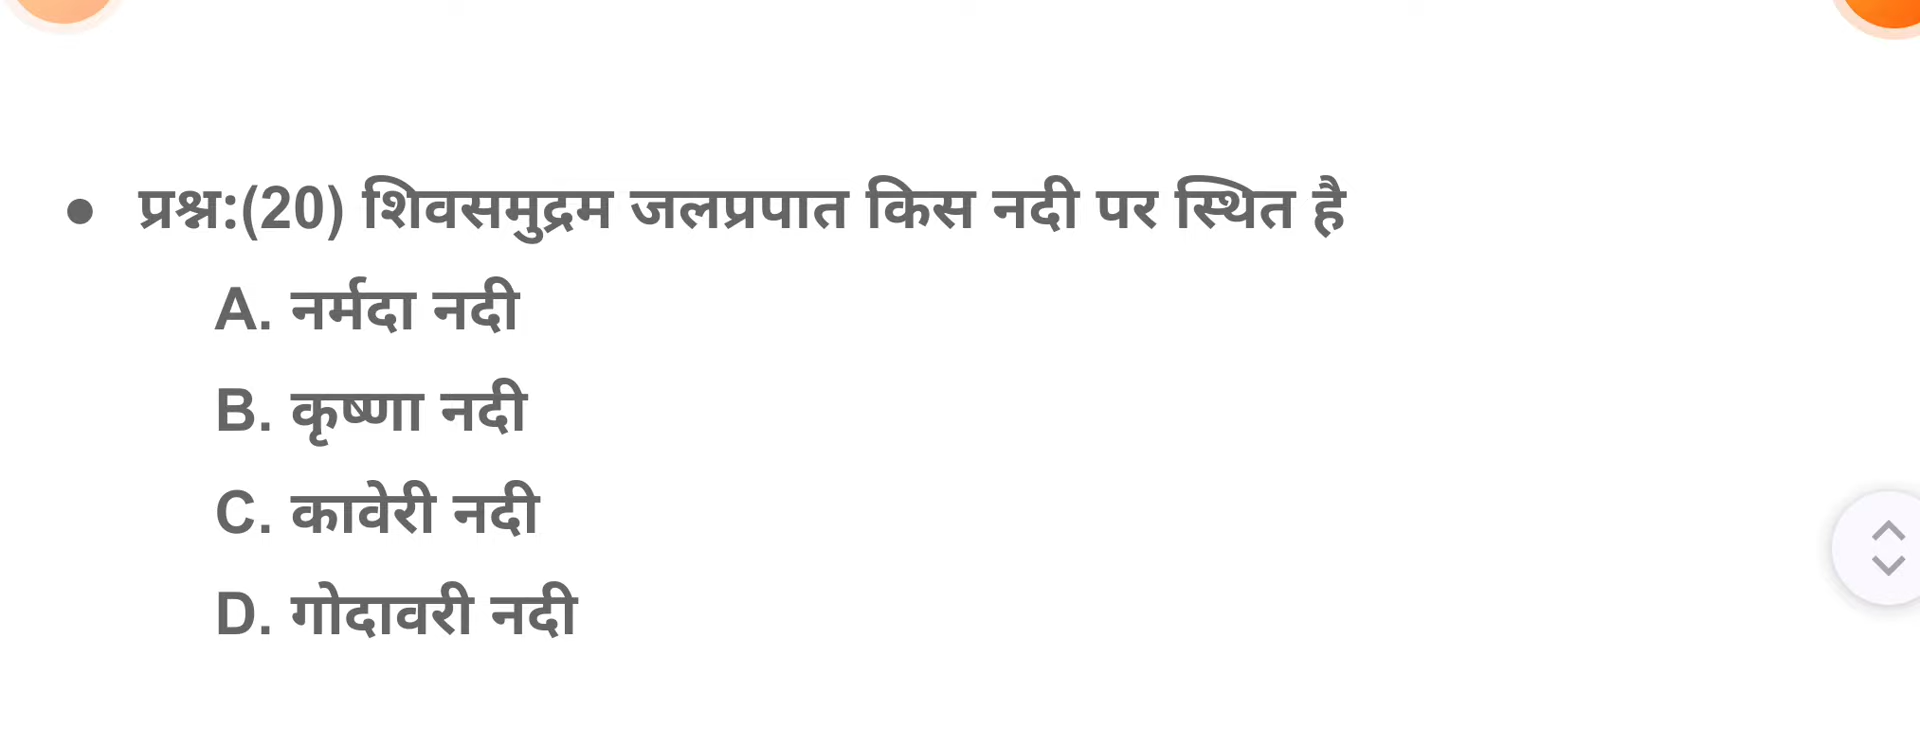 ● प्रश्न:(20) शिवसमुद्रम जलप्रपात किस नदी पर स्थित है
A. नर्मदा नदी
B. कृष्णा नदी
C. कावेरी नदी
D. गोदावरी नदी